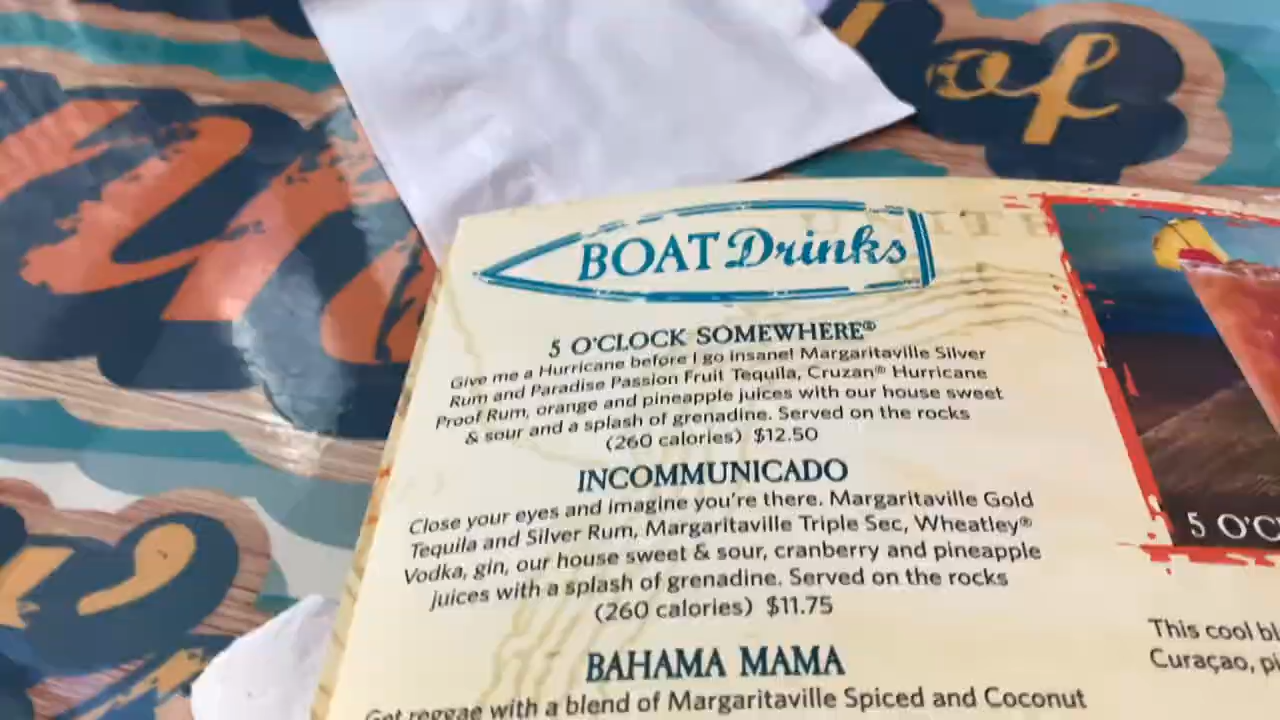 of
BOAT Drinks
5 O'CLOCK SOMEWHERE®
Give me a Hurricane before I go insane! Margaritaville Silver
Rum and Paradise Passion Fruit Tequila, Cruzan® Hurricane
Proof Rum, orange and pineapple juices with our house sweet
& sour and a splash of grenadine. Served on the rocks
(260 calories) $12.50
INCOMMUNICADO
Close your eyes and imagine you're there. Margaritaville Gold
Tequila and Silver Rum, Margaritaville Triple Sec, Wheatley®
Vodka, gin, our house sweet & sour, cranberry and pineapple
juices with a splash of grenadine. Served on the rocks
(260 calories) $11.75
BAHAMA MAMA
Get reggae with a blend of Margaritaville Spiced and Coconut
5 O'C
This cool bl
Curaçao, pi